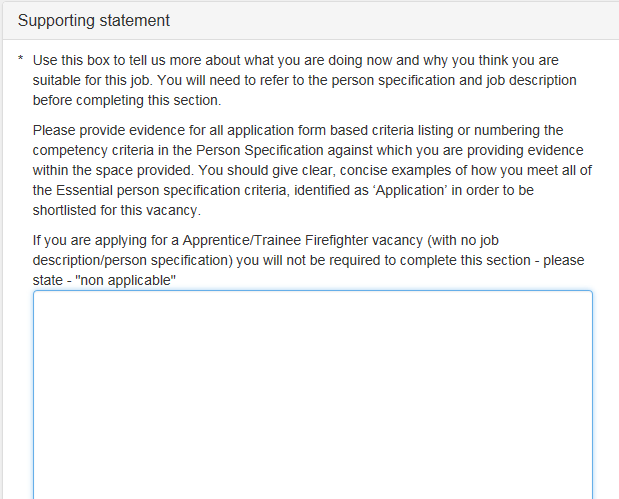 Supporting statement
* Use this box to tell us more about what you are doing now and why you think you are
suitable for this job. You will need to refer to the person specification and job description
before completing this section.
Please provide evidence for all application form based criteria listing or numbering the
competency criteria in the Person Specification against which you are providing evidence
within the space provided. You should give clear, concise examples of how you meet all of
the Essential person specification criteria, identified as ‘Application’ in order to be
shortlisted for this vacancy.
If you are applying for a Apprentice/Trainee Firefighter vacancy (with no job
description/person specification) you will not be required to complete this section - please
state - "non applicable"